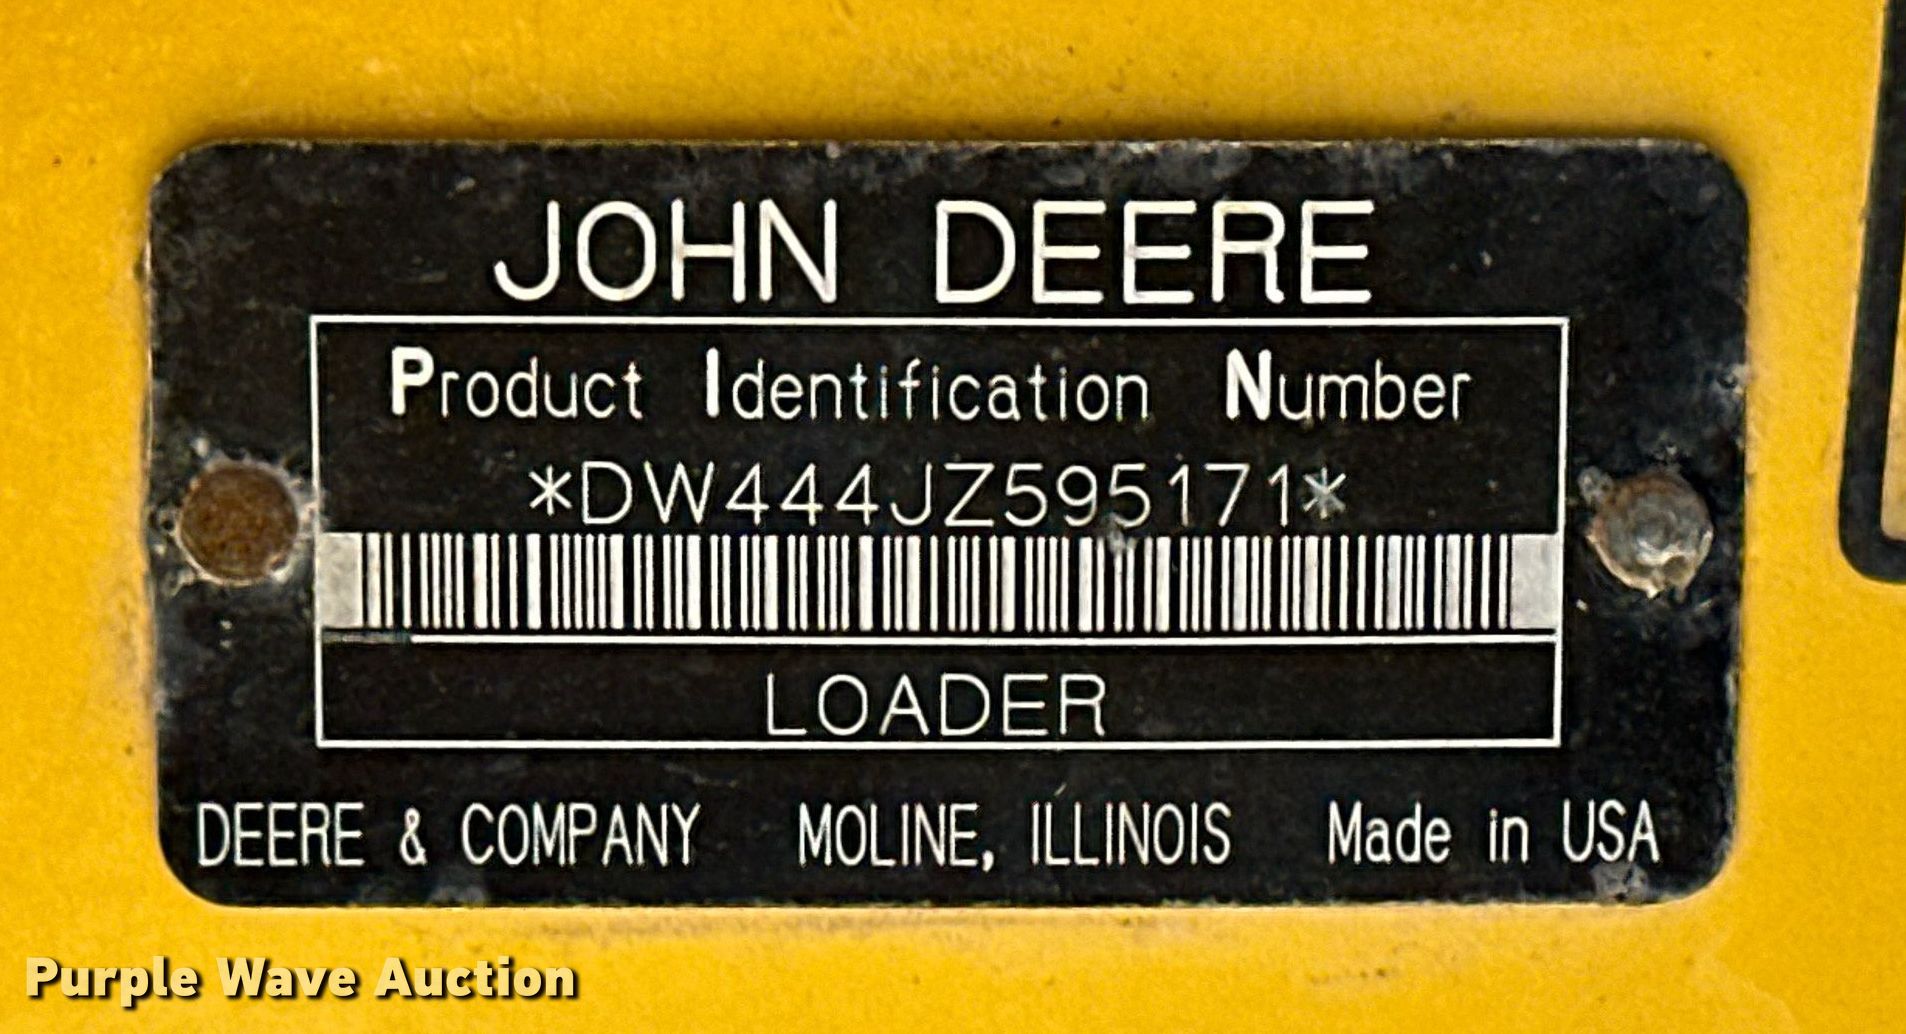 JOHN DEERE
Product Identification Number
*DW444JZ595171*
LOADER
DEERE & COMPANY MOLINE, ILLINOIS Made in USA
Purple Wave Auction